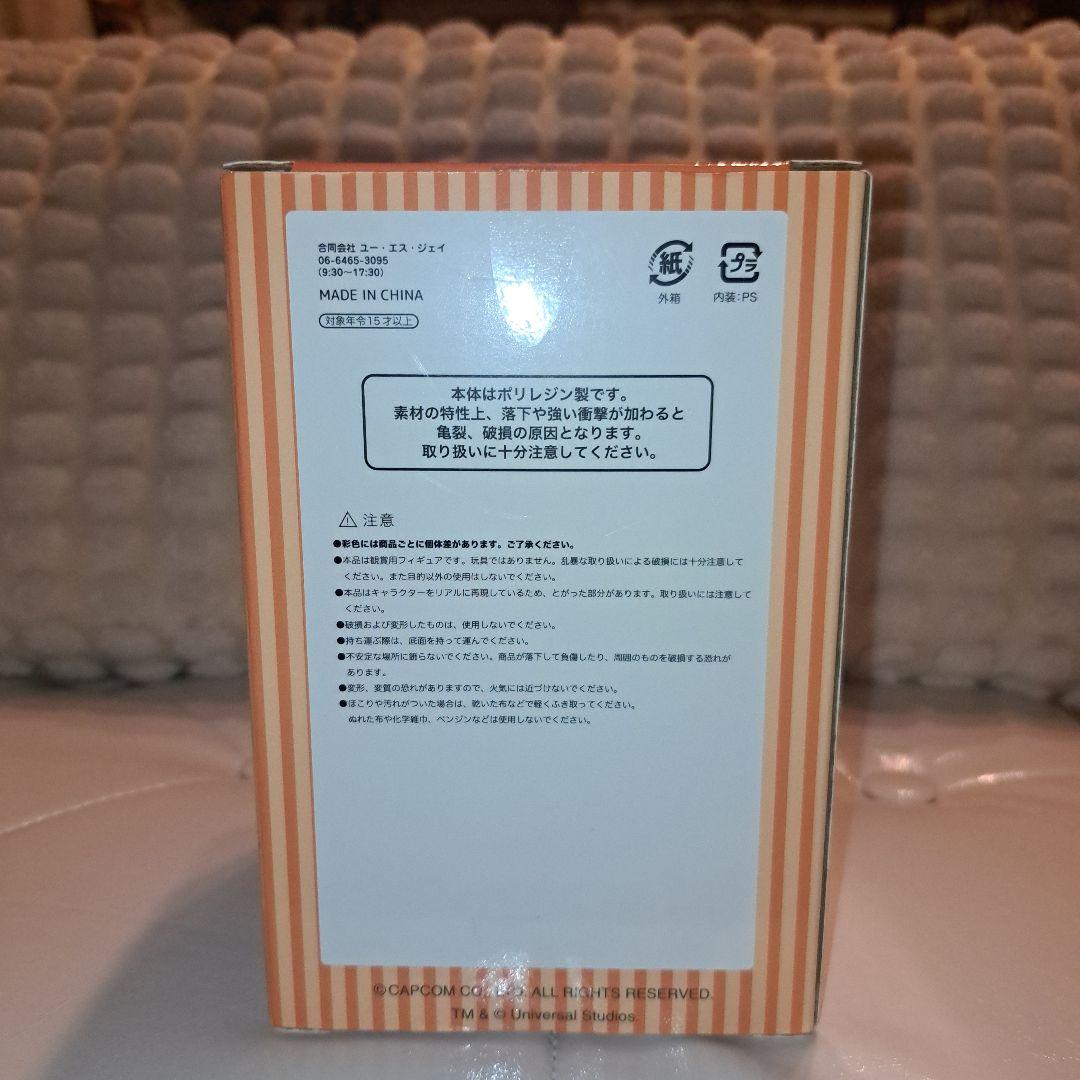 合同会社 ユー・エス・ジェイ
06-6465-3095
(9:30～17:30)
MADE IN CHINA
対象年令15才以上
紙
外箱
プラ
内装:PS
本体はポリレジン製です。
素材の特性上、落下や強い衝撃が加わると
亀裂、破損の原因となります。
取り扱いに十分注意してください。
⚠ 注意
●彩色には商品ごとに個体差があります。ご了承ください。
●本品は観賞用フィギュアです。玩具ではありません。乱暴な取り扱いによる破損には十分注意して
ください。また目的以外の使用はしないでください。
●本品はキャラクターをリアルに再現しているため、とがった部分があります。取り扱いには注意して
ください。
●破損および変形したものは、使用しないでください。
●持ち運ぶ際は、底面を持って運んでください。
●不安定な場所に飾らないでください。商品が落下して負傷したり、周囲のものを破損する恐れが
あります。
●変形、変質の恐れがありますので、火気には近づけないでください。
●ほこりや汚れがついた場合は、乾いた布などで軽くふき取ってください。
ぬれた布や化学雑巾、ベンジンなどは使用しないでください。
©CAPCOM CO., LTD. ALL RIGHTS RESERVED.
TM & © Universal Studios.